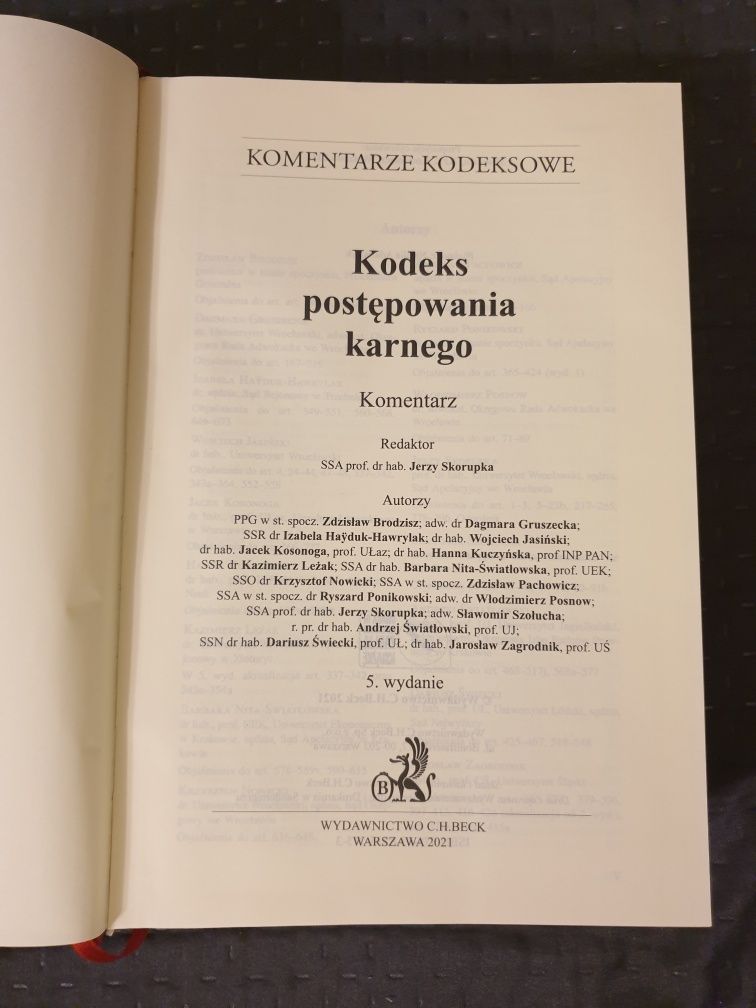 KOMENTARZE KODEKSOWE
Kodeks
postępowania
karnego
Komentarz
Redaktor
SSA prof. dr hab. Jerzy Skorupka
Autorzy
PPG w st. spocz. Zdzisław Brodzisz; adw. dr Dagmara Gruszecka;
SSR dr Izabela Haÿduk-Hawrylak; dr hab. Wojciech Jasiński;
dr hab. Jacek Kosonoga, prof. UŁaz; dr hab. Hanna Kuczyńska, prof INP PAN;
SSR dr Kazimierz Leżak; SSA dr hab. Barbara Nita-Światłowska, prof. UEK;
SSO dr Krzysztof Nowicki; SSA w st. spocz. Zdzisław Pachowicz;
SSA w st. spocz. dr Ryszard Ponikowski; adw. dr Włodzimierz Posnow;
SSA prof. dr hab. Jerzy Skorupka; adw. Sławomir Szołucha;
r. pr. dr hab. Andrzej Światłowski, prof. UJ;
SSN dr hab. Dariusz Świecki, prof. UŁ; dr hab. Jarosław Zagrodnik, prof. UŚ
5. wydanie
B
WYDAWNICTWO C.H.BECK
WARSZAWA 2021